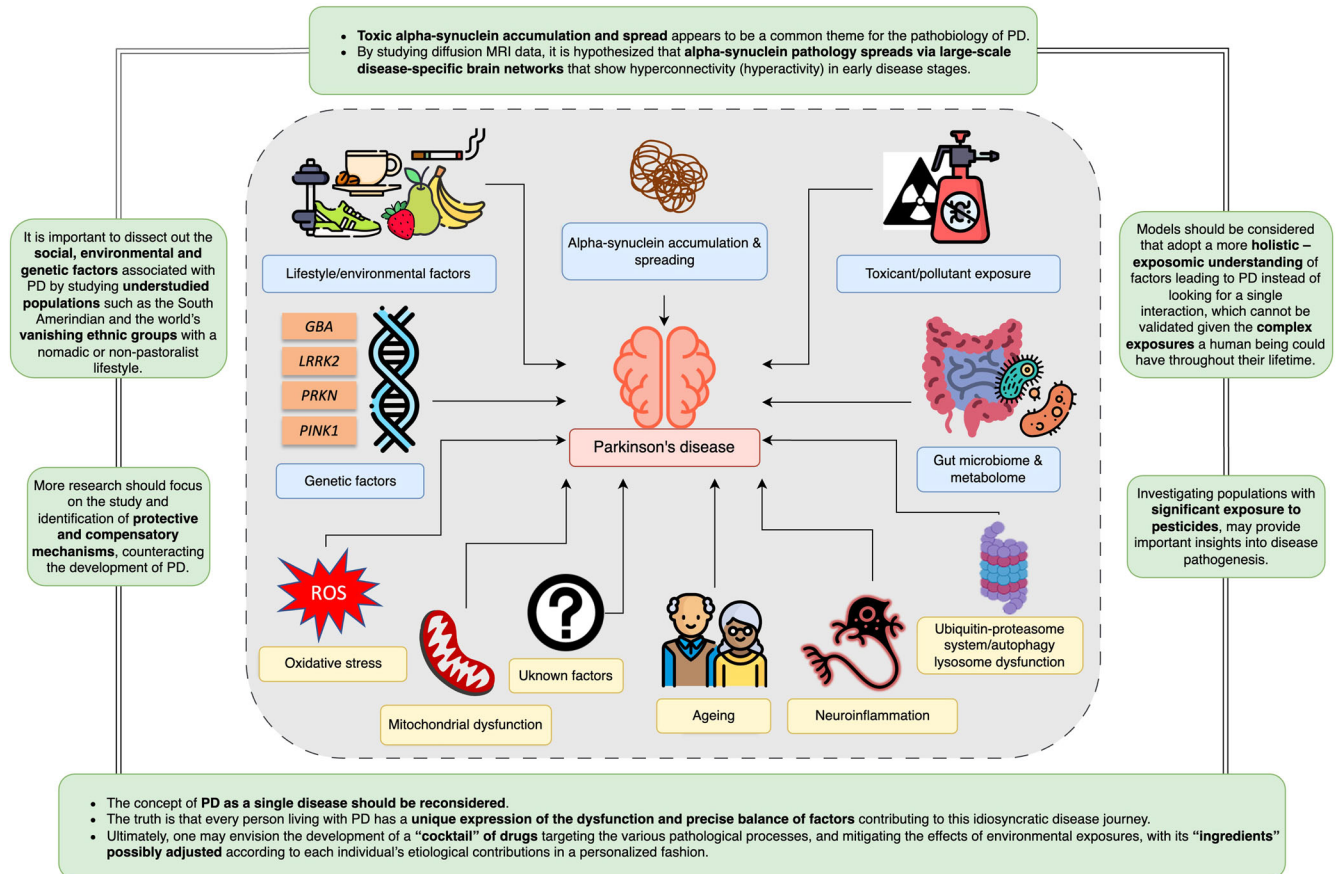 • Toxic alpha-synuclein accumulation and spread appears to be a common theme for the pathobiology of PD.
• By studying diffusion MRI data, it is hypothesized that alpha-synuclein pathology spreads via large-scale
disease-specific brain networks that show hyperconnectivity (hyperactivity) in early disease stages.
It is important to dissect out the
social, environmental and
genetic factors associated with
PD by studying understudied
populations such as the South
Amerindian and the world's
vanishing ethnic groups with a
nomadic or non-pastoralist
lifestyle.
More research should focus
on the study and
identification of protective
and compensatory
mechanisms, counteracting
the development of PD.
Lifestyle/environmental factors
Alpha-synuclein accumulation &
spreading
Toxicant/pollutant exposure
GBA
LRRK2
PRKN
PINK1
Genetic factors
Parkinson's disease
Gut microbiome &
metabolome
ROS
Oxidative stress
Mitochondrial dysfunction
?
Uknown factors
Ageing
Neuroinflammation
Ubiquitin-proteasome
system/autophagy
lysosome dysfunction
Models should be considered
that adopt a more holistic –
exposomic understanding of
factors leading to PD instead of
looking for a single
interaction, which cannot be
validated given the complex
exposures a human being could
have throughout their lifetime.
Investigating populations with
significant exposure to
pesticides, may provide
important insights into disease
pathogenesis.
• The concept of PD as a single disease should be reconsidered.
• The truth is that every person living with PD has a unique expression of the dysfunction and precise balance of factors contributing to this idiosyncratic disease journey.
• Ultimately, one may envision the development of a “cocktail” of drugs targeting the various pathological processes, and mitigating the effects of environmental exposures, with its “ingredients”
possibly adjusted according to each individual's etiological contributions in a personalized fashion.